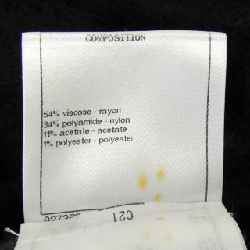 COMPOSITION
54% viscose - rayon
34% polyamide - nylon
11% acetate - acetate
1% polyester - polyester
C21